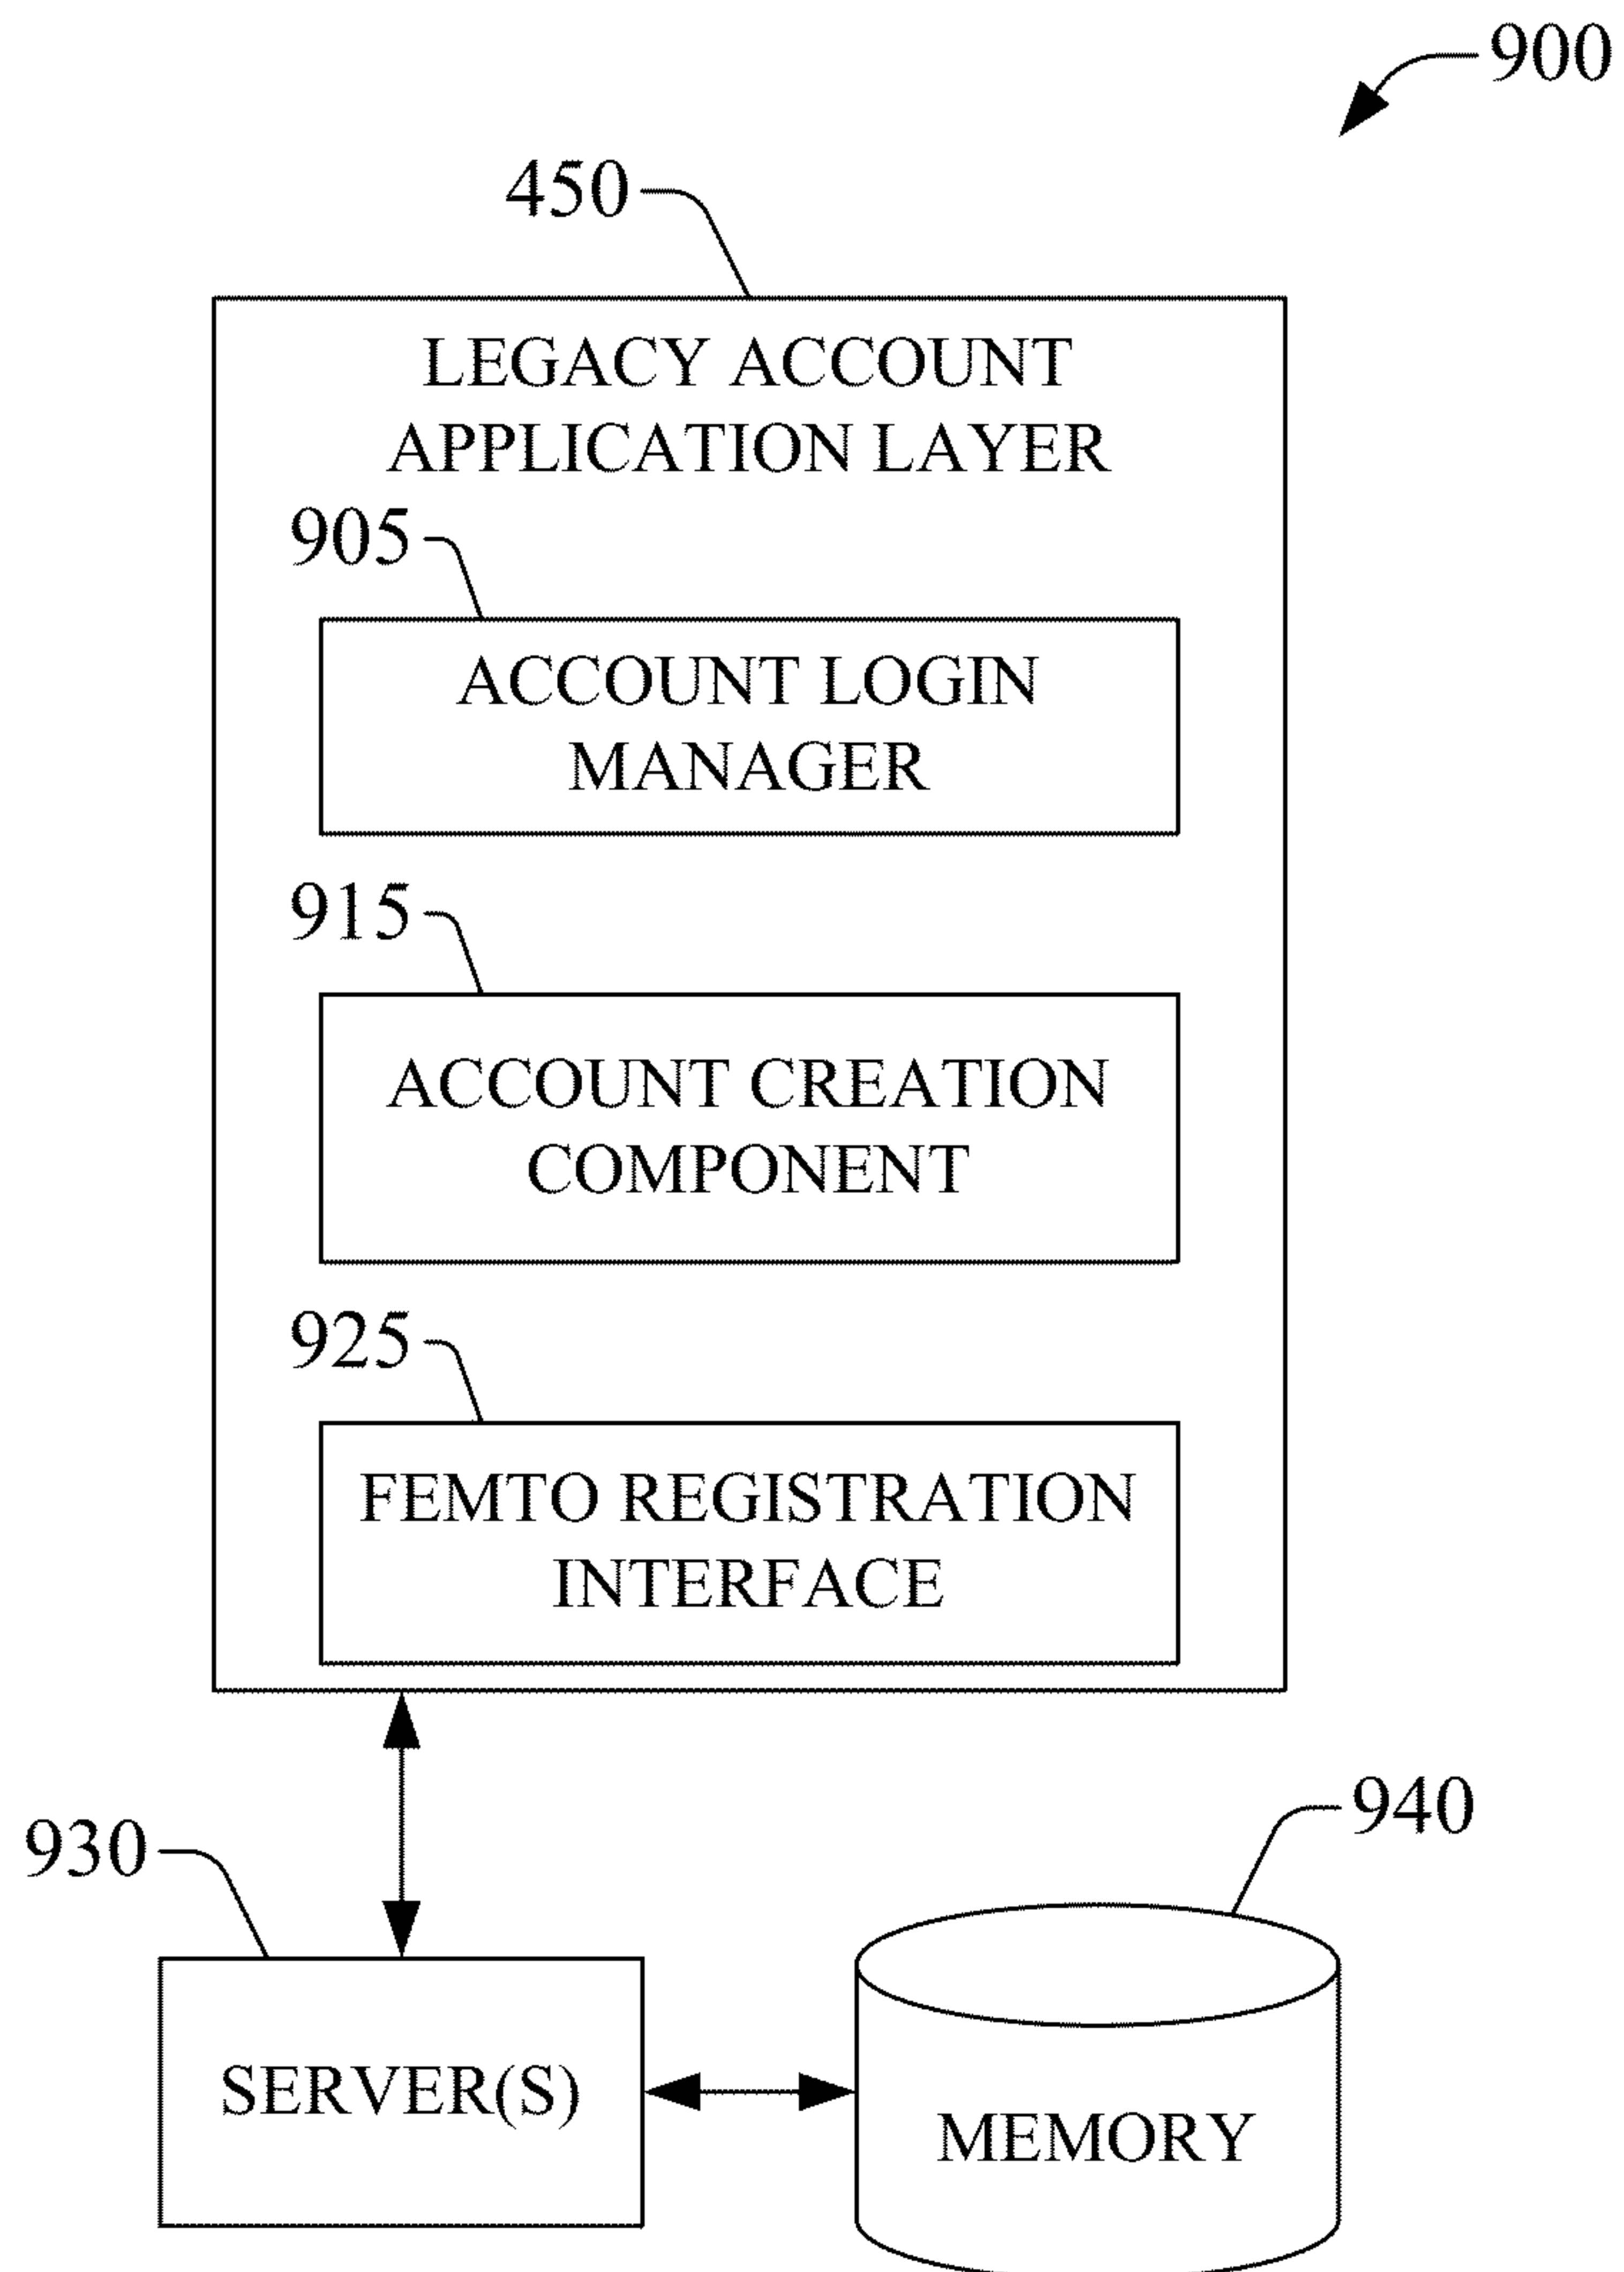 900
450
LEGACY ACCOUNT
APPLICATION LAYER
905
ACCOUNT LOGIN
MANAGER
915
ACCOUNT CREATION
COMPONENT
925
FEMTO REGISTRATION
INTERFACE
930
940
SERVER(S)
MEMORY